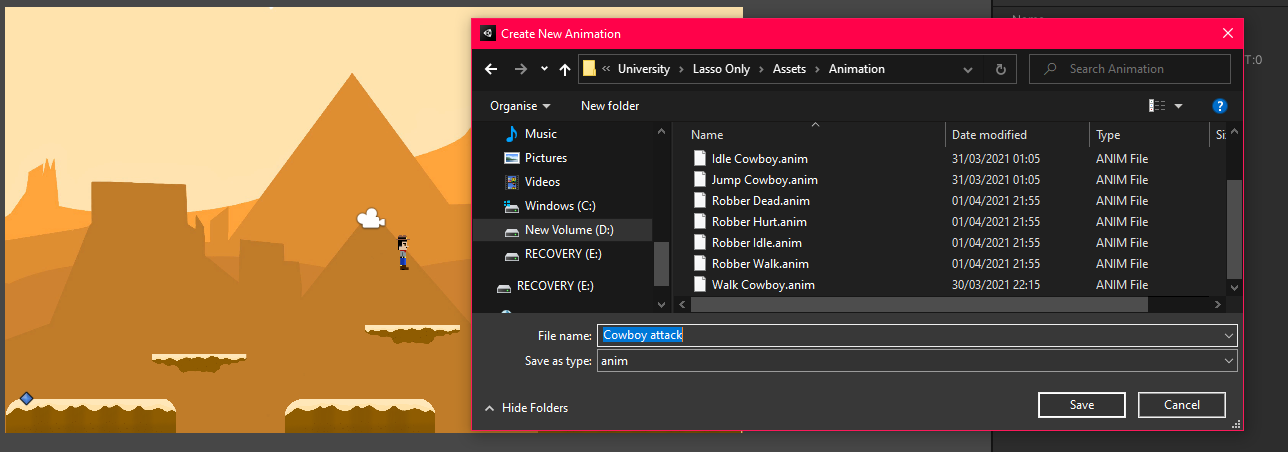 Create New Animation
Name
T:0
« University > Lasso Only > Assets > Animation
Search Animation
Organise
New folder
Music
Pictures
Videos
Windows (C:)
New Volume (D:)
RECOVERY (E:)
RECOVERY (E:)
Name Date modified Type
Idle Cowboy.anim 31/03/2021 01:05 ANIM File
Jump Cowboy.anim 31/03/2021 01:05 ANIM File
Robber Dead.anim 01/04/2021 21:55 ANIM File
Robber Hurt.anim 01/04/2021 21:55 ANIM File
Robber Idle.anim 01/04/2021 21:55 ANIM File
Robber Walk.anim 01/04/2021 21:55 ANIM File
Walk Cowboy.anim 30/03/2021 22:15 ANIM File
File name: Cowboy attack
Save as type: anim
Hide Folders
Save
Cancel